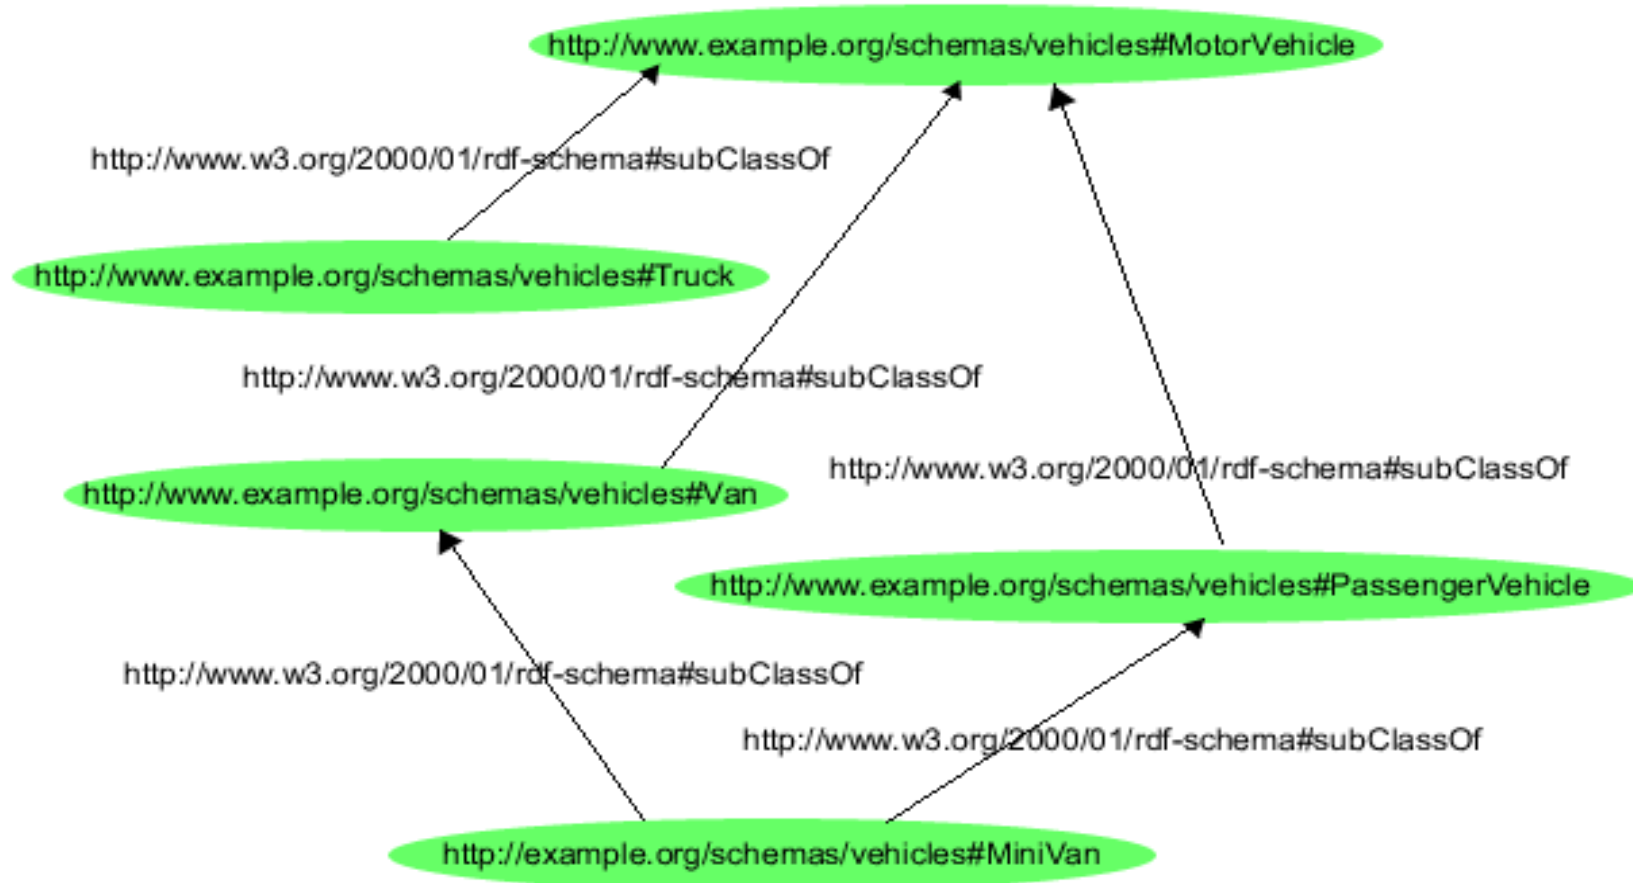 http://www.example.org/schemas/vehicles#MotorVehicle
http://www.w3.org/2000/01/rdf-schema#subClassOf
http://www.example.org/schemas/vehicles#Truck
http://www.w3.org/2000/01/rdf-schema#subClassOf
http://www.w3.org/2000/01/rdf-schema#subClassOf
http://www.example.org/schemas/vehicles#Van
http://www.example.org/schemas/vehicles#PassengerVehicle
http://www.w3.org/2000/01/rdf-schema#subClassOf
http://www.w3.org/2000/01/rdf-schema#subClassOf
http://example.org/schemas/vehicles#MiniVan